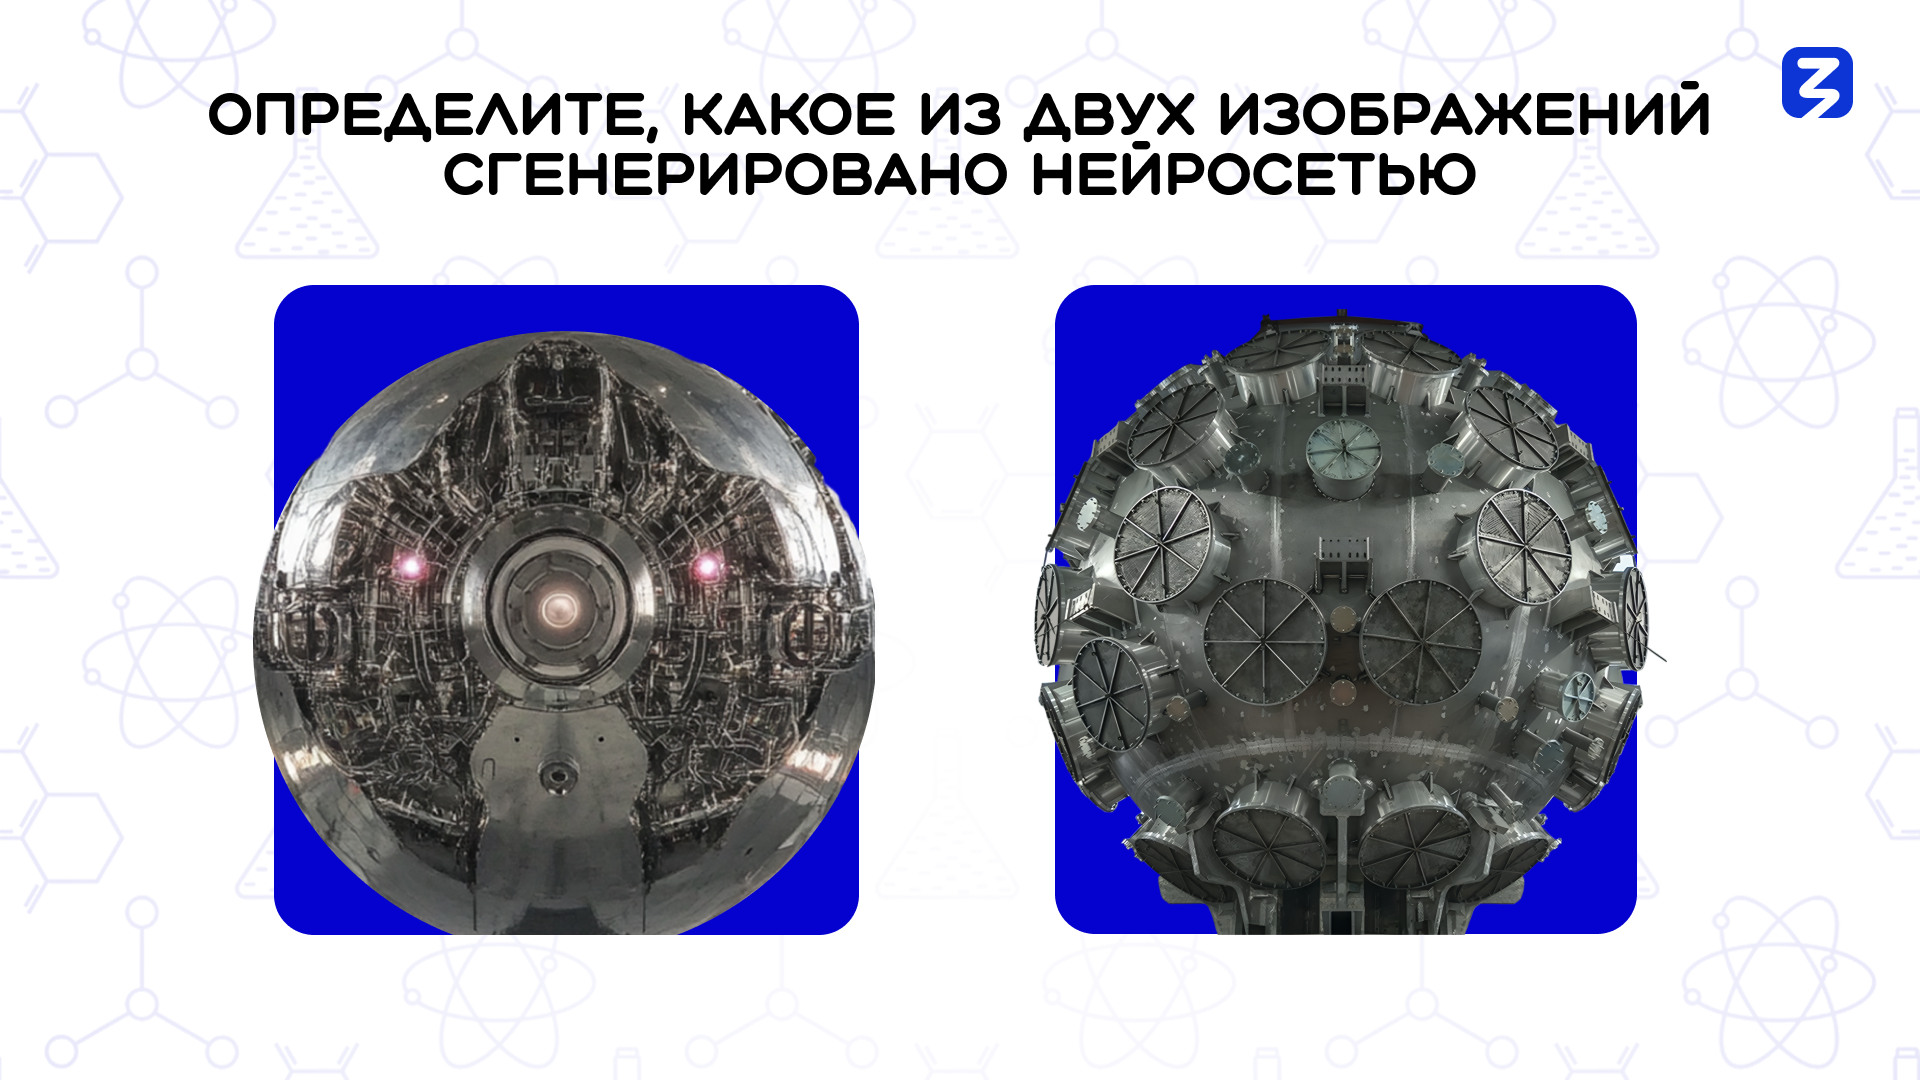 ОПРЕДЕЛИТЕ, КАКОЕ ИЗ ДВУХ ИЗОБРАЖЕНИЙ
СГЕНЕРИРОВАНО НЕЙРОСЕТЬЮ